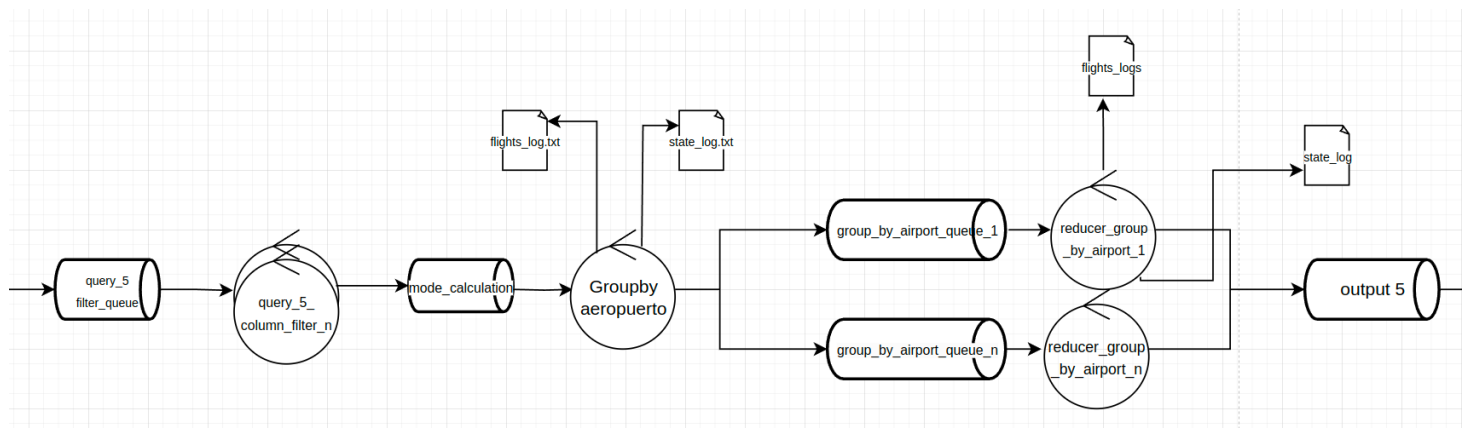 flights_logs
flights_log.txt
state_log.txt
state_log
query_5
filter_queue
query_5_
column_filter_n
mode_calculation
Groupby
aeropuerto
group_by_airport_queue_1
reducer_group
_by_airport_1
group_by_airport_queue_n
reducer_group
_by_airport_n
output 5